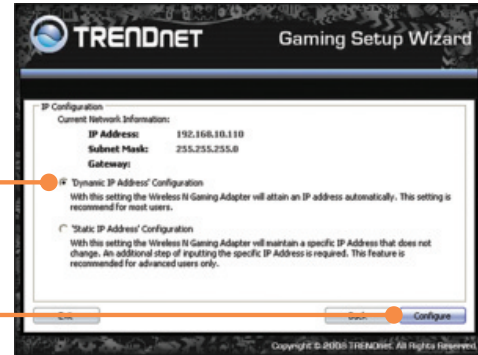 TRENDNET
Gaming Setup Wizard
IP Configuration
Current Network Information:
IP Address: 192.168.10.110
Subnet Mask: 255.255.255.0
Gateway:
'Dynamic IP Address' Configuration
With this setting the Wireless N Gaming Adapter will attain an IP address automatically. This setting is
recommend for most users.
'Static IP Address' Configuration
With this setting the Wireless N Gaming Adapter will maintain a specific IP Address that does not
change. An additional step of inputting the specific IP Address is required. This feature is
recommended for advanced users only.
Exit Back Configure
Copyright © 2008 TRENDnet. All Rights Reserved.